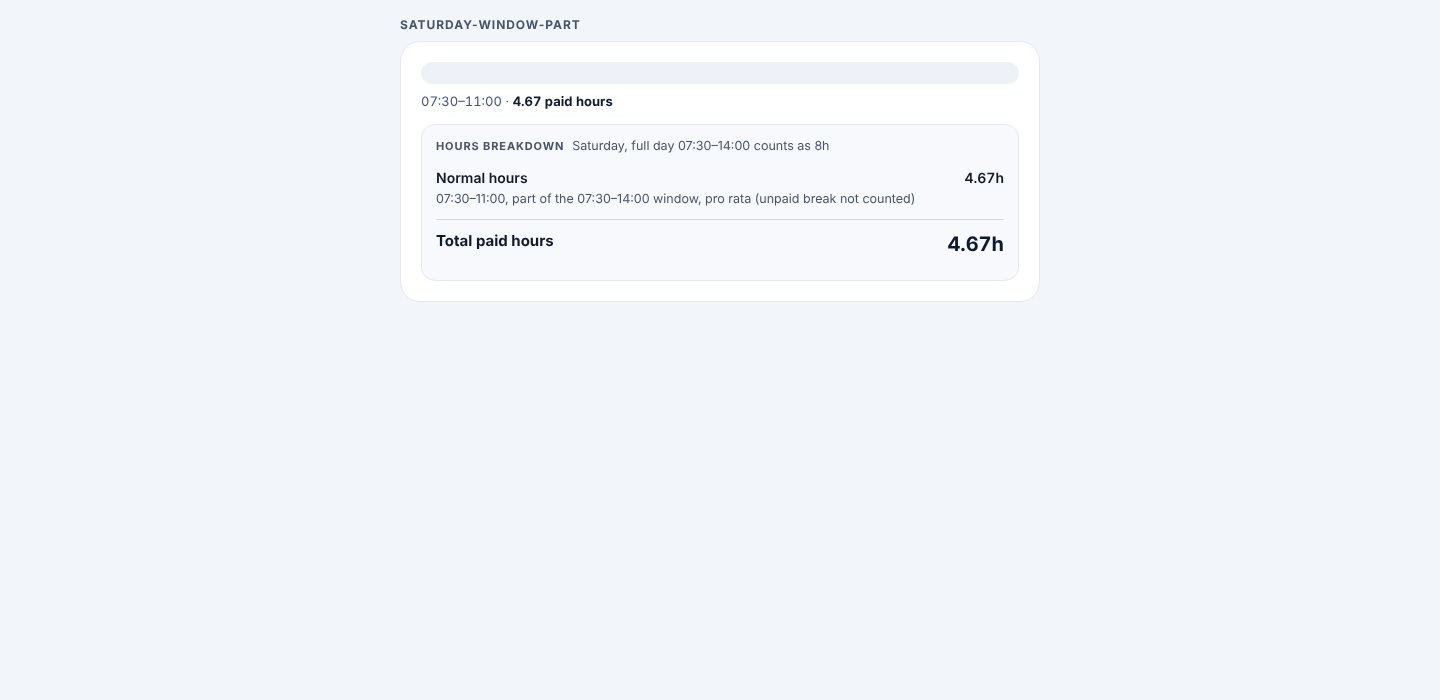 SATURDAY-WINDOW-PART
07:30–11:00 · 4.67 paid hours
HOURS BREAKDOWN Saturday, full day 07:30–14:00 counts as 8h
Normal hours 4.67h
07:30–11:00, part of the 07:30–14:00 window, pro rata (unpaid break not counted)
Total paid hours 4.67h